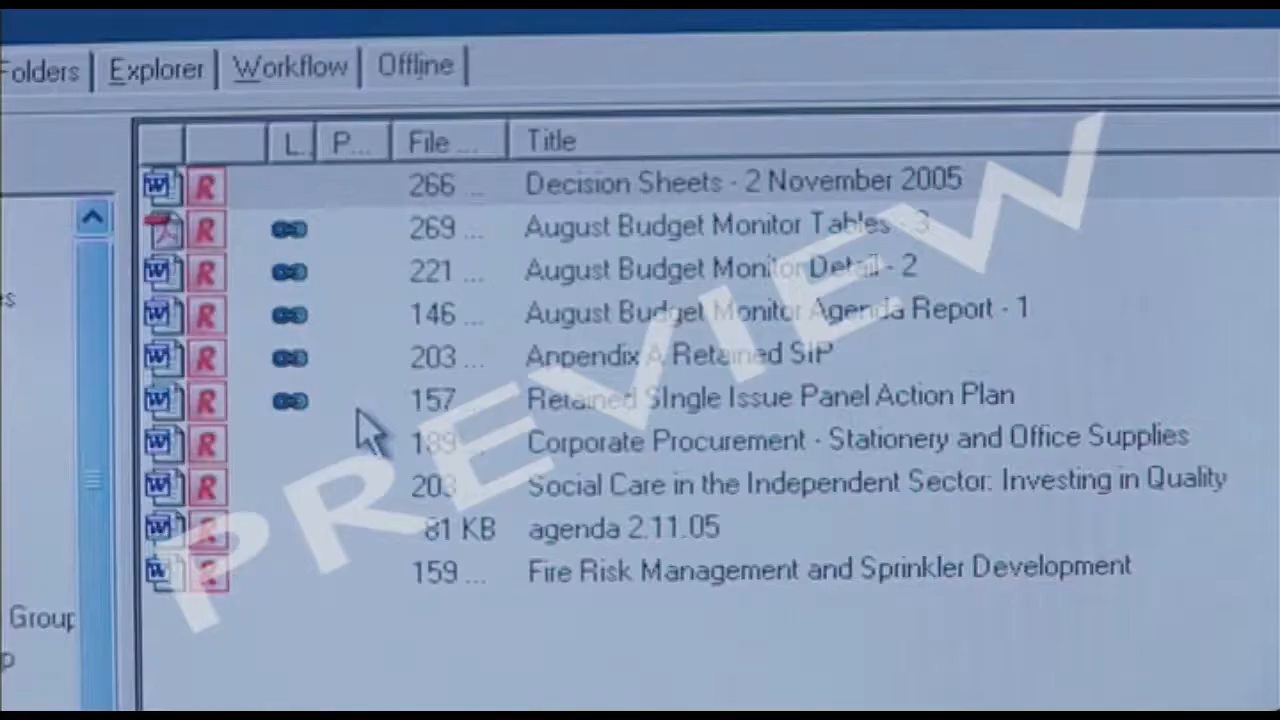 Folders Explorer Workflow Offline
L. P... File ... Title
R 266 ... Decision Sheets - 2 November 2005
R 269 ... August Budget Monitor Tables - 3
R 221 ... August Budget Monitor Detail - 2
R 146 ... August Budget Monitor Agenda Report - 1
R 203 ... Appendix A Retained SIP
R 157 Retained SIngle Issue Panel Action Plan
R 189 Corporate Procurement - Stationery and Office Supplies
R 203 Social Care in the Independent Sector: Investing in Quality
R 81 KB agenda 2.11.05
R 159 ... Fire Risk Management and Sprinkler Development
Group
PREVIEW